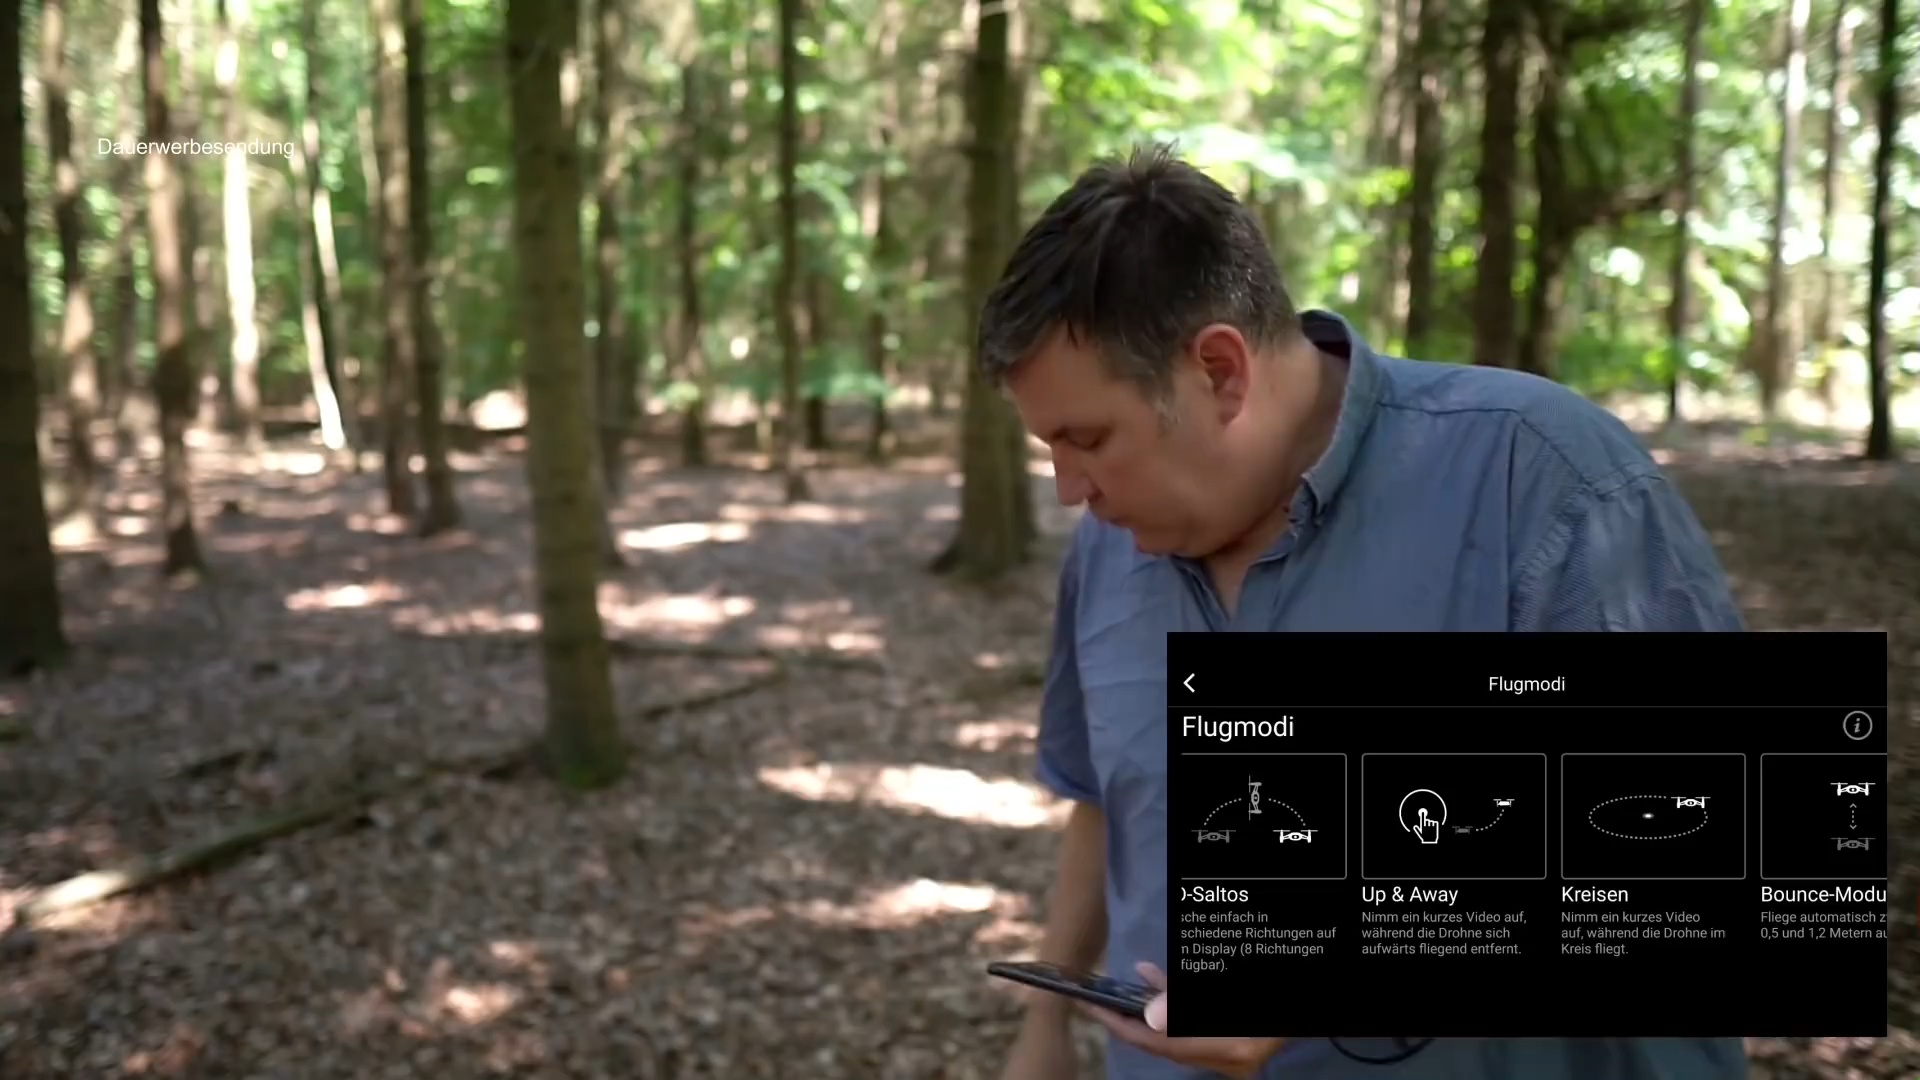 Dauerwerbesendung
Flugmodi
Flugmodi
-Saltos
che einfach in
schiedene Richtungen auf
Display (8 Richtungen
fügbar).
Up & Away
Nimm ein kurzes Video auf,
während die Drohne sich
aufwärts fliegend entfernt.
Kreisen
Nimm ein kurzes Video
auf, während die Drohne im
Kreis fliegt.
Bounce-Modu
Fliege automatisch z
0,5 und 1,2 Metern au